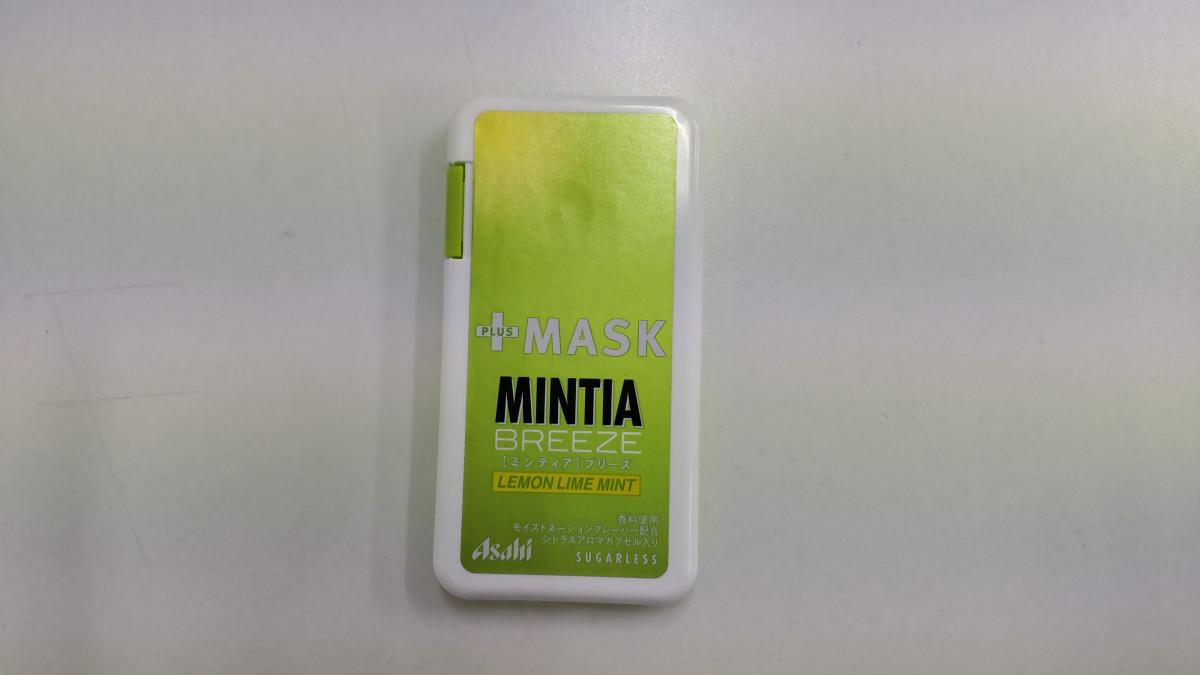 PLUS MASK
MINTIA
BREEZE
[ミンティア]ブリーズ
LEMON LIME MINT
香料使用
モイストネーションフレーバー配合
シトラスアロマカプセル入り
Asahi SUGARLESS